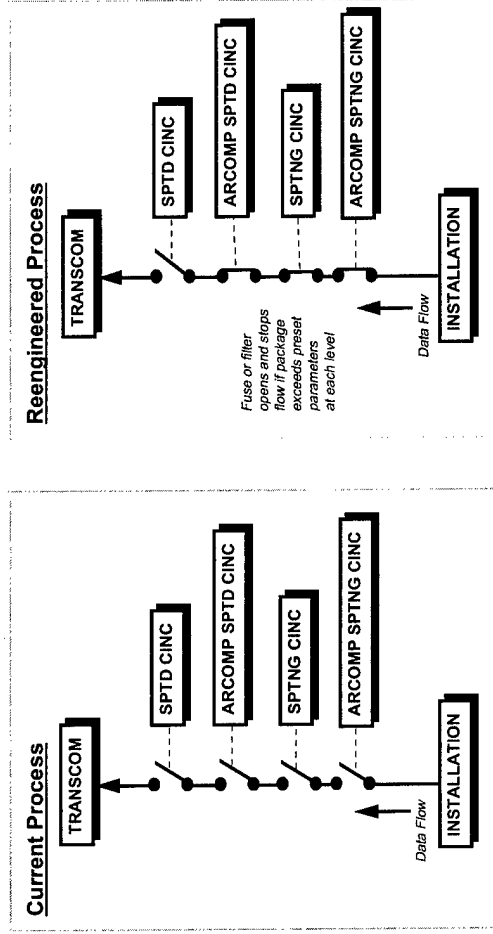 Current Process
TRANSCOM
SPTD CINC
ARCOMP SPTD CINC
SPTNG CINC
ARCOMP SPTNG CINC
Data Flow
INSTALLATION
Reengineered Process
TRANSCOM
SPTD CINC
ARCOMP SPTD CINC
SPTNG CINC
ARCOMP SPTNG CINC
Fuse or filter
opens and stops
flow if package
exceeds preset
parameters
at each level
Data Flow
INSTALLATION